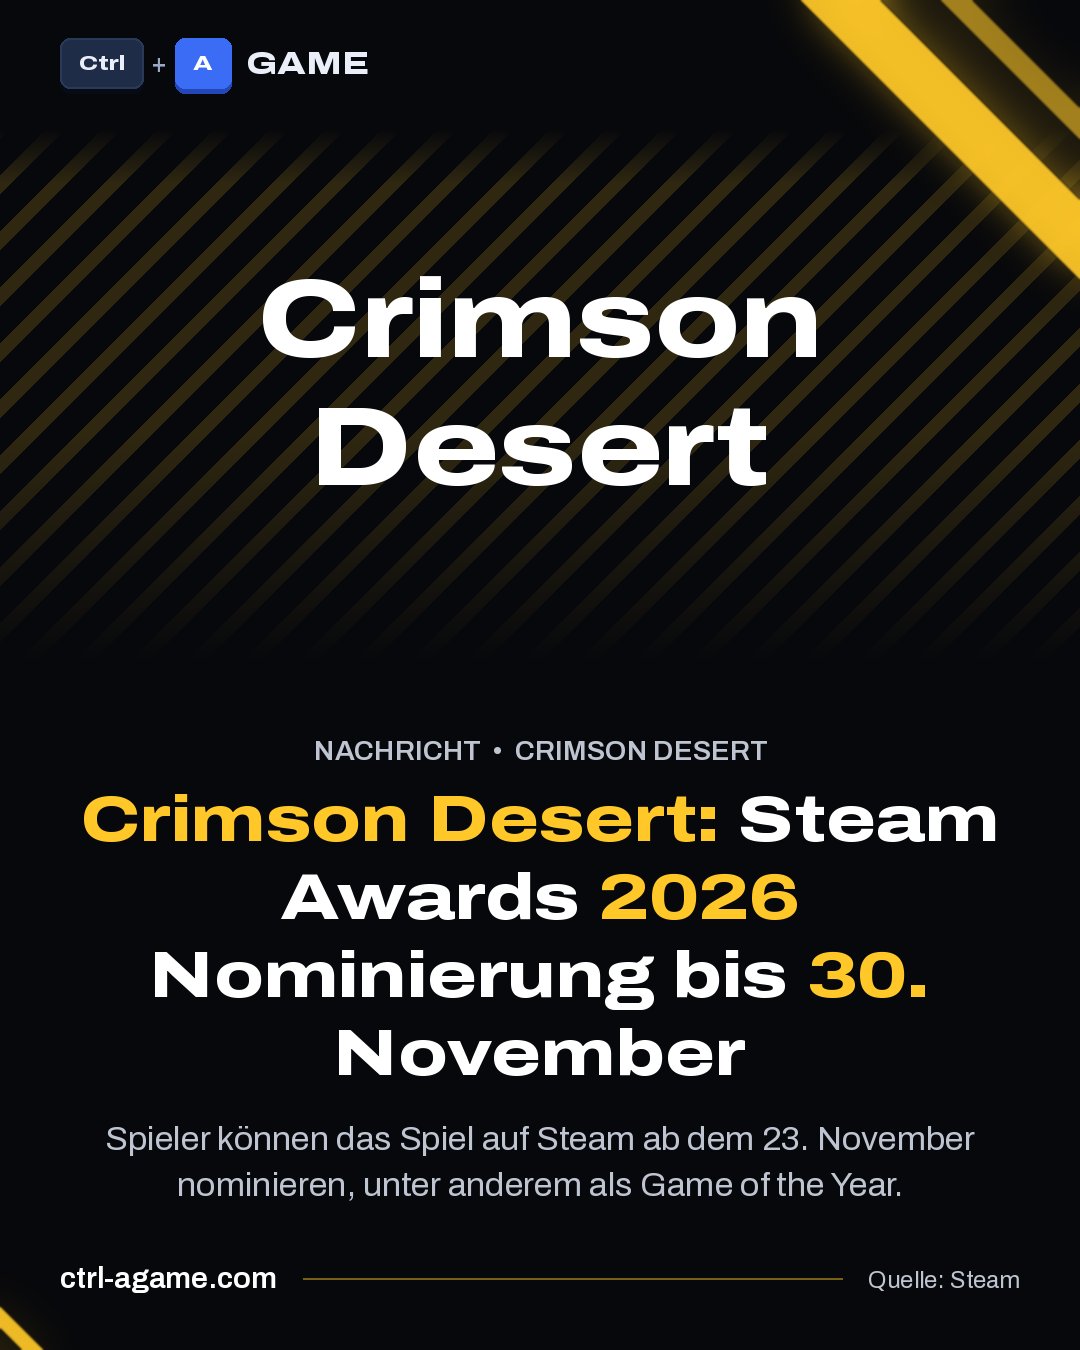 Ctrl + A GAME
Crimson
Desert
NACHRICHT • CRIMSON DESERT
Crimson Desert: Steam
Awards 2026
Nominierung bis 30.
November
Spieler können das Spiel auf Steam ab dem 23. November
nominieren, unter anderem als Game of the Year.
ctrl-agame.com
Quelle: Steam